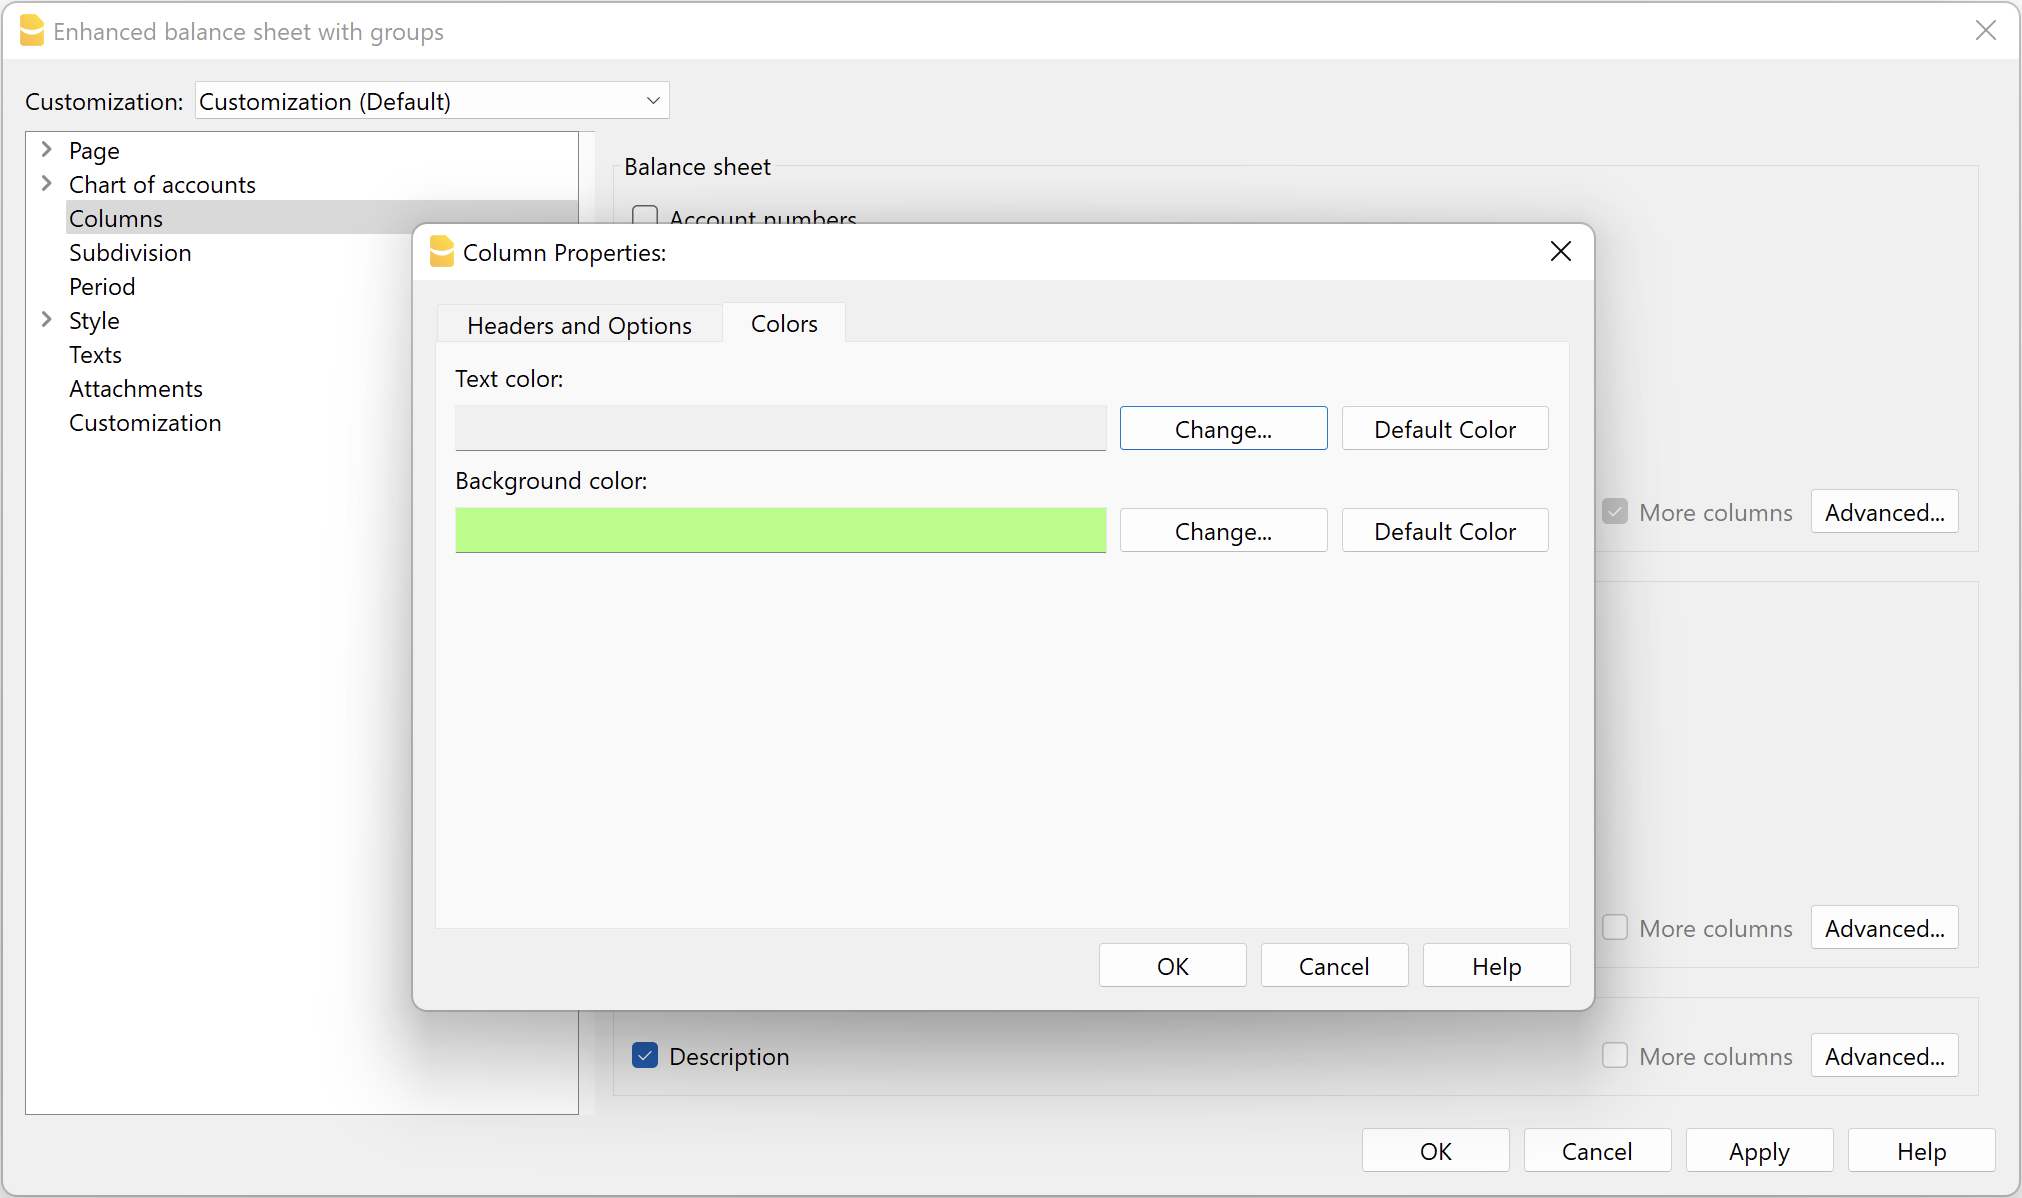 Enhanced balance sheet with groups
Customization: Customization (Default)
Page
Chart of accounts
Columns
Subdivision
Period
Style
Texts
Attachments
Customization
Balance sheet
Account numbers
Column Properties:
Headers and Options Colors
Text color:
Change... Default Color
Background color:
Change... Default Color
OK Cancel Help
More columns Advanced...
More columns Advanced...
Description More columns Advanced...
OK Cancel Apply Help